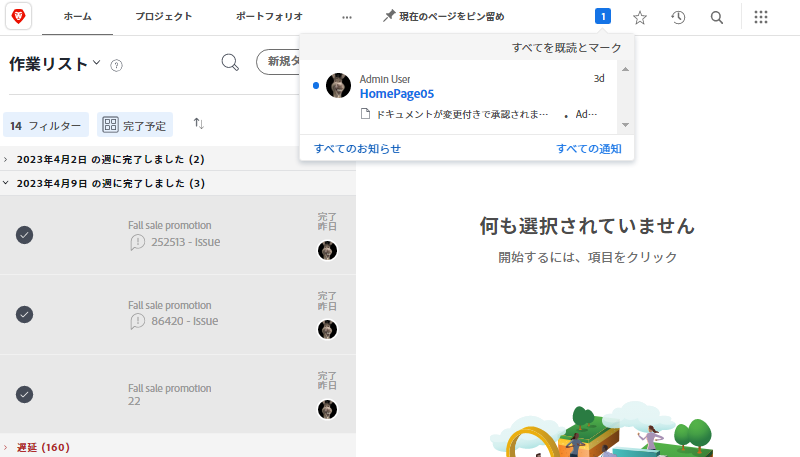 ホーム
プロジェクト
ポートフォリオ
現在のページをピン留め
1
作業リスト
新規タ
すべてを既読とマーク
Admin User
3d
HomePage05
ドキュメントが変更付きで承認されま… • Ad…
すべてのお知らせ
すべての通知
14 フィルター
完了予定
2023年4月2日 の週に完了しました (2)
2023年4月9日 の週に完了しました (3)
Fall sale promotion
252513 - Issue
完了
昨日
Fall sale promotion
86420 - Issue
完了
昨日
Fall sale promotion
22
完了
昨日
遅延 (160)
何も選択されていません
開始するには、項目をクリック